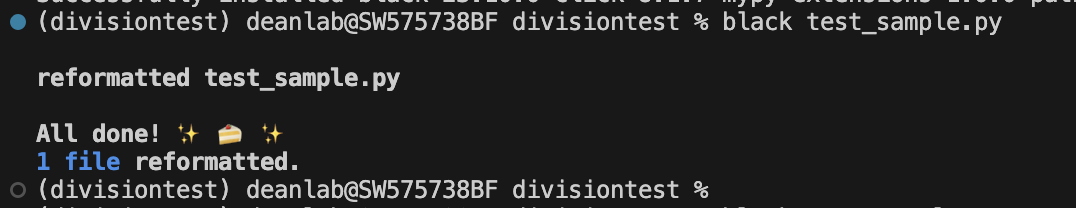 (divisiontest) deanlab@SW575738BF divisiontest % black test_sample.py
reformatted test_sample.py
All done! ✨ 🍰 ✨
1 file reformatted.
(divisiontest) deanlab@SW575738BF divisiontest %